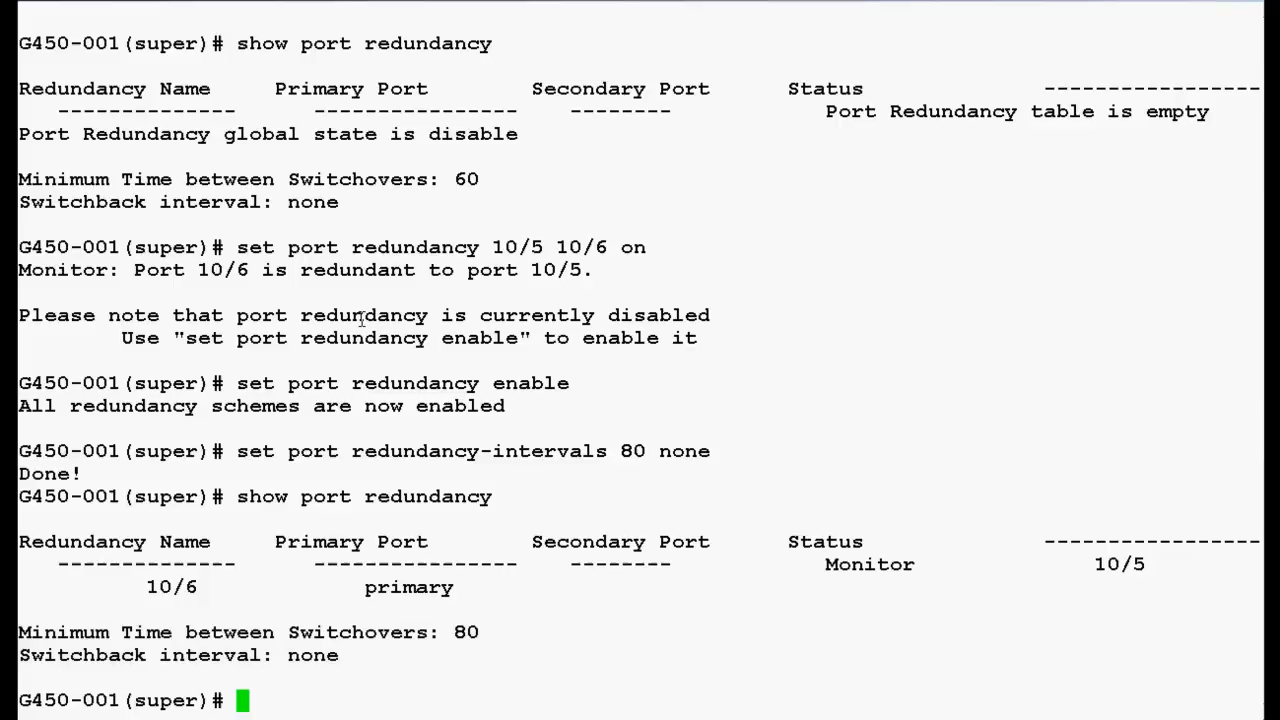 G450-001(super)# show port redundancy
Redundancy Name     Primary Port        Secondary Port      Status              -----------------
   --------------      ----------------    --------            Port Redundancy table is empty
Port Redundancy global state is disable
Minimum Time between Switchovers: 60
Switchback interval: none
G450-001(super)# set port redundancy 10/5 10/6 on
Monitor: Port 10/6 is redundant to port 10/5.
Please note that port redundancy is currently disabled
        Use "set port redundancy enable" to enable it
G450-001(super)# set port redundancy enable
All redundancy schemes are now enabled
G450-001(super)# set port redundancy-intervals 80 none
Done!
G450-001(super)# show port redundancy
Redundancy Name     Primary Port        Secondary Port      Status              -----------------
   --------------      ----------------    --------            Monitor              10/5
          10/6             primary
Minimum Time between Switchovers: 80
Switchback interval: none
G450-001(super)#